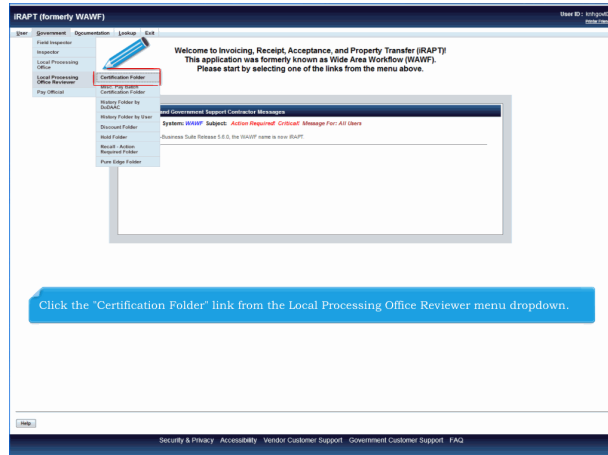 iRAPT (formerly WAWF)
User ID :
Printer Friendly
User Government Documentation Lookup Exit
Field Inspector
Inspector
Local Processing
Office
Local Processing
Office Reviewer
Pay Official
Certification Folder
Misc. Pay Batch
Certification Folder
History Folder by
DoDAAC
History Folder by User
Discount Folder
Hold Folder
Recall - Action
Required Folder
Pure Edge Folder
Welcome to Invoicing, Receipt, Acceptance, and Property Transfer (iRAPT)!
This application was formerly known as Wide Area Workflow (WAWF).
Please start by selecting one of the links from the menu above.
and Government Support Contractor Messages
System: WAWF Subject: Action Required: Critical! Message For: All Users
-Business Suite Release 5.6.0, the WAWF name is now iRAPT.
Click the "Certification Folder" link from the Local Processing Office Reviewer menu dropdown.
Help
Security & Privacy Accessibility Vendor Customer Support Government Customer Support FAQ